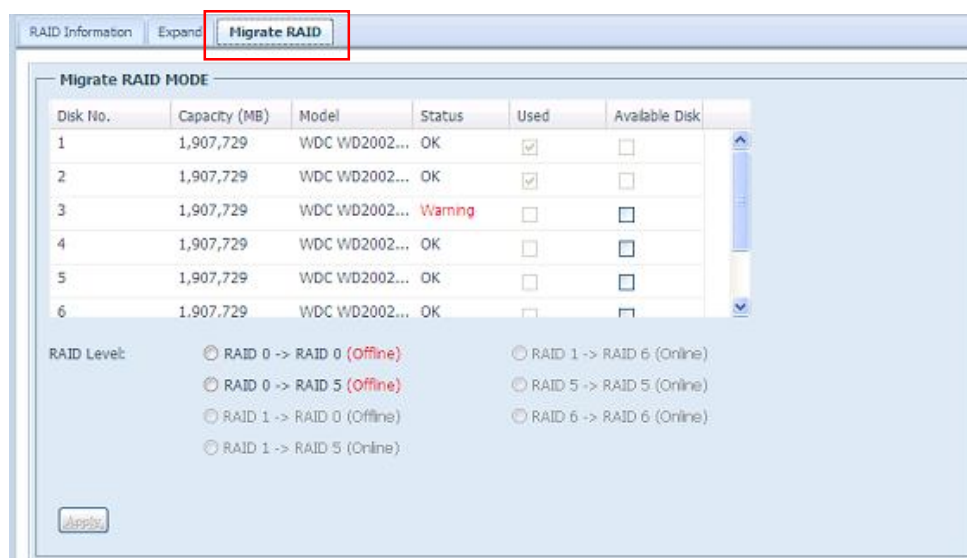 RAID Information Expand Migrate RAID
Migrate RAID MODE
Disk No. Capacity (MB) Model Status Used Available Disk
1 1,907,729 WDC WD2002... OK
2 1,907,729 WDC WD2002... OK
3 1,907,729 WDC WD2002... Warning
4 1,907,729 WDC WD2002... OK
5 1,907,729 WDC WD2002... OK
6 1,907,729 WDC WD2002... OK
RAID Level: RAID 0 -> RAID 0 (Offline) RAID 1 -> RAID 6 (Online)
RAID 0 -> RAID 5 (Offline) RAID 5 -> RAID 5 (Online)
RAID 1 -> RAID 0 (Offline) RAID 6 -> RAID 6 (Online)
RAID 1 -> RAID 5 (Online)
Apply